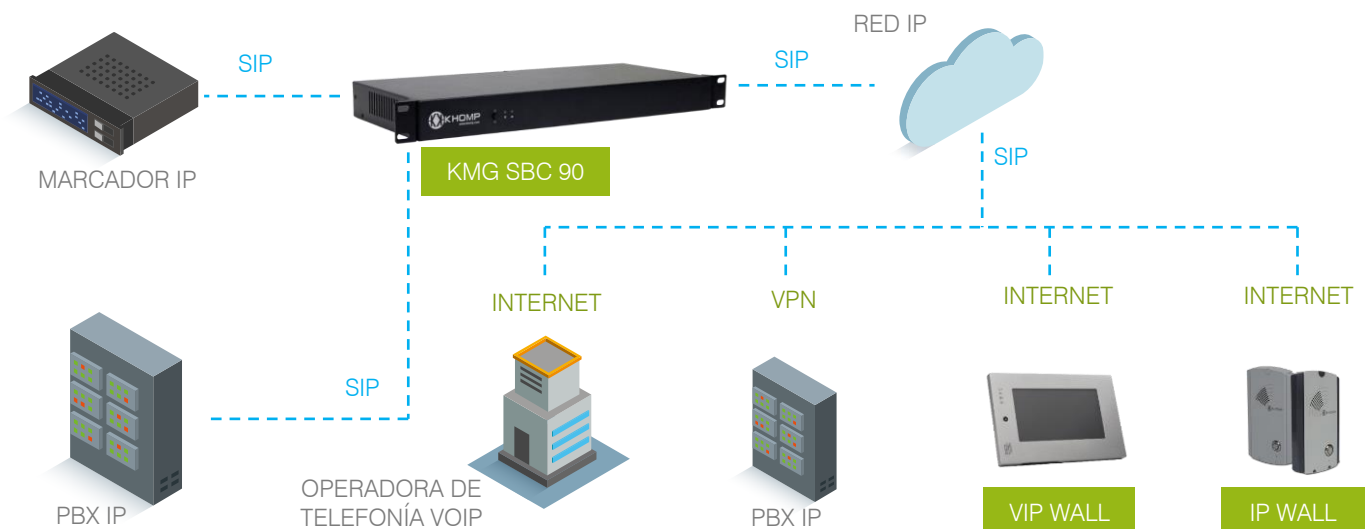 RED IP
SIP
SIP
KHOMP
MARCADOR IP
KMG SBC 90
SIP
INTERNET
VPN
INTERNET
INTERNET
SIP
OPERADORA DE
TELEFONÍA VOIP
PBX IP
PBX IP
VIP WALL
IP WALL